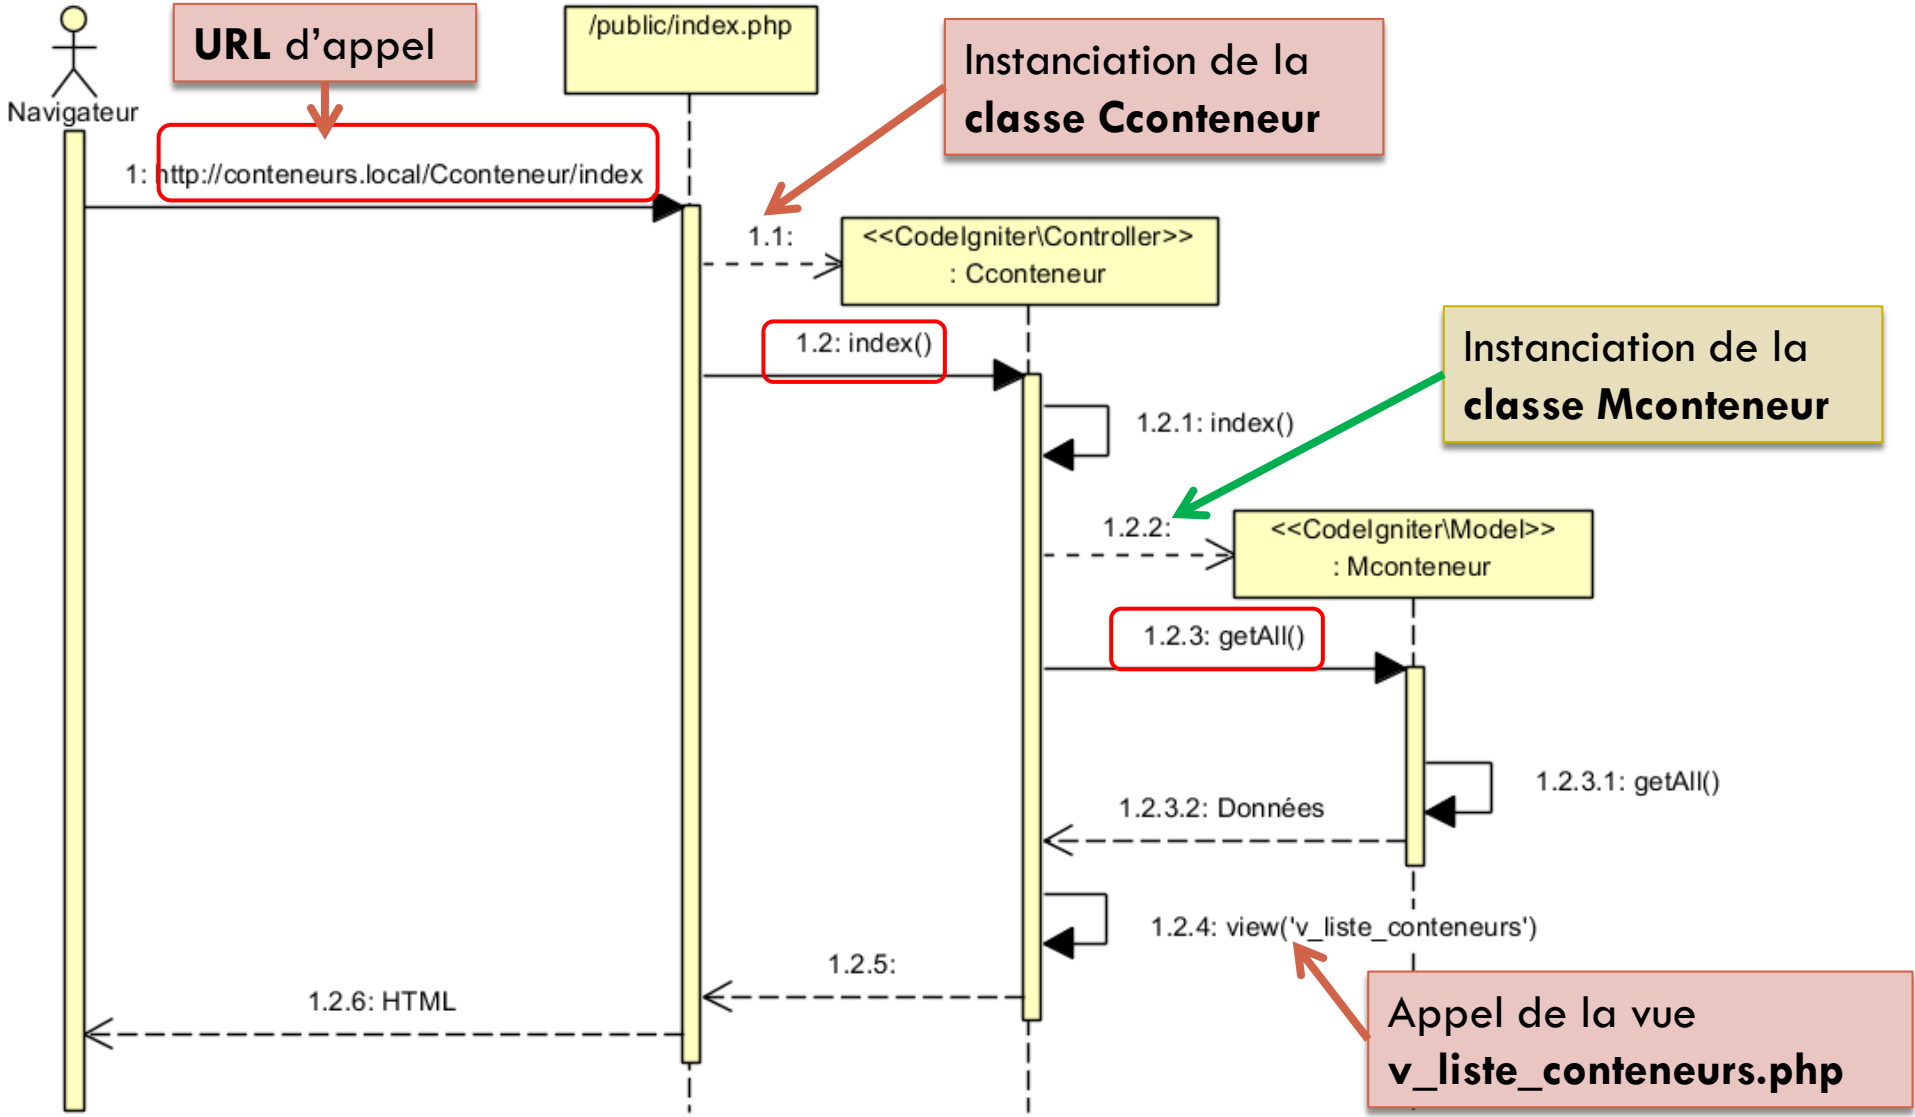 URL d'appel
/public/index.php
Instanciation de la
classe Cconteneur
Navigateur
1: http://conteneurs.local/Cconteneur/index
1.1:
<<CodeIgniter\Controller>>
: Cconteneur
1.2: index()
Instanciation de la
classe Mconteneur
1.2.1: index()
1.2.2:
<<CodeIgniter\Model>>
: Mconteneur
1.2.3: getAll()
1.2.3.1: getAll()
1.2.3.2: Données
1.2.4: view('v_liste_conteneurs')
1.2.5:
1.2.6: HTML
Appel de la vue
v_liste_conteneurs.php